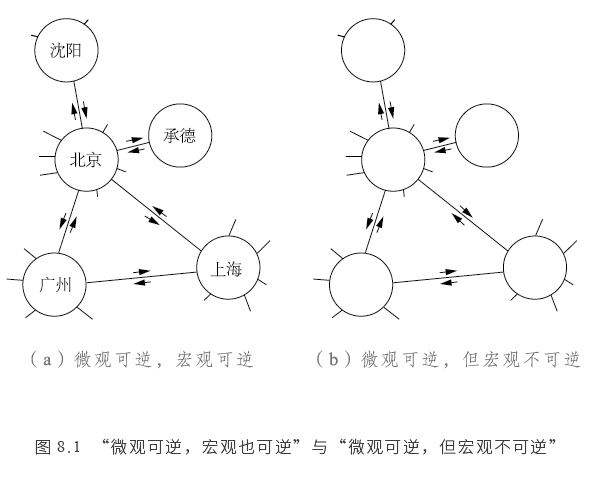 沈阳
承德
北京
广州
上海
(a)微观可逆，宏观可逆
(b)微观可逆，但宏观不可逆
图 8.1 “微观可逆，宏观也可逆”与“微观可逆，但宏观不可逆”